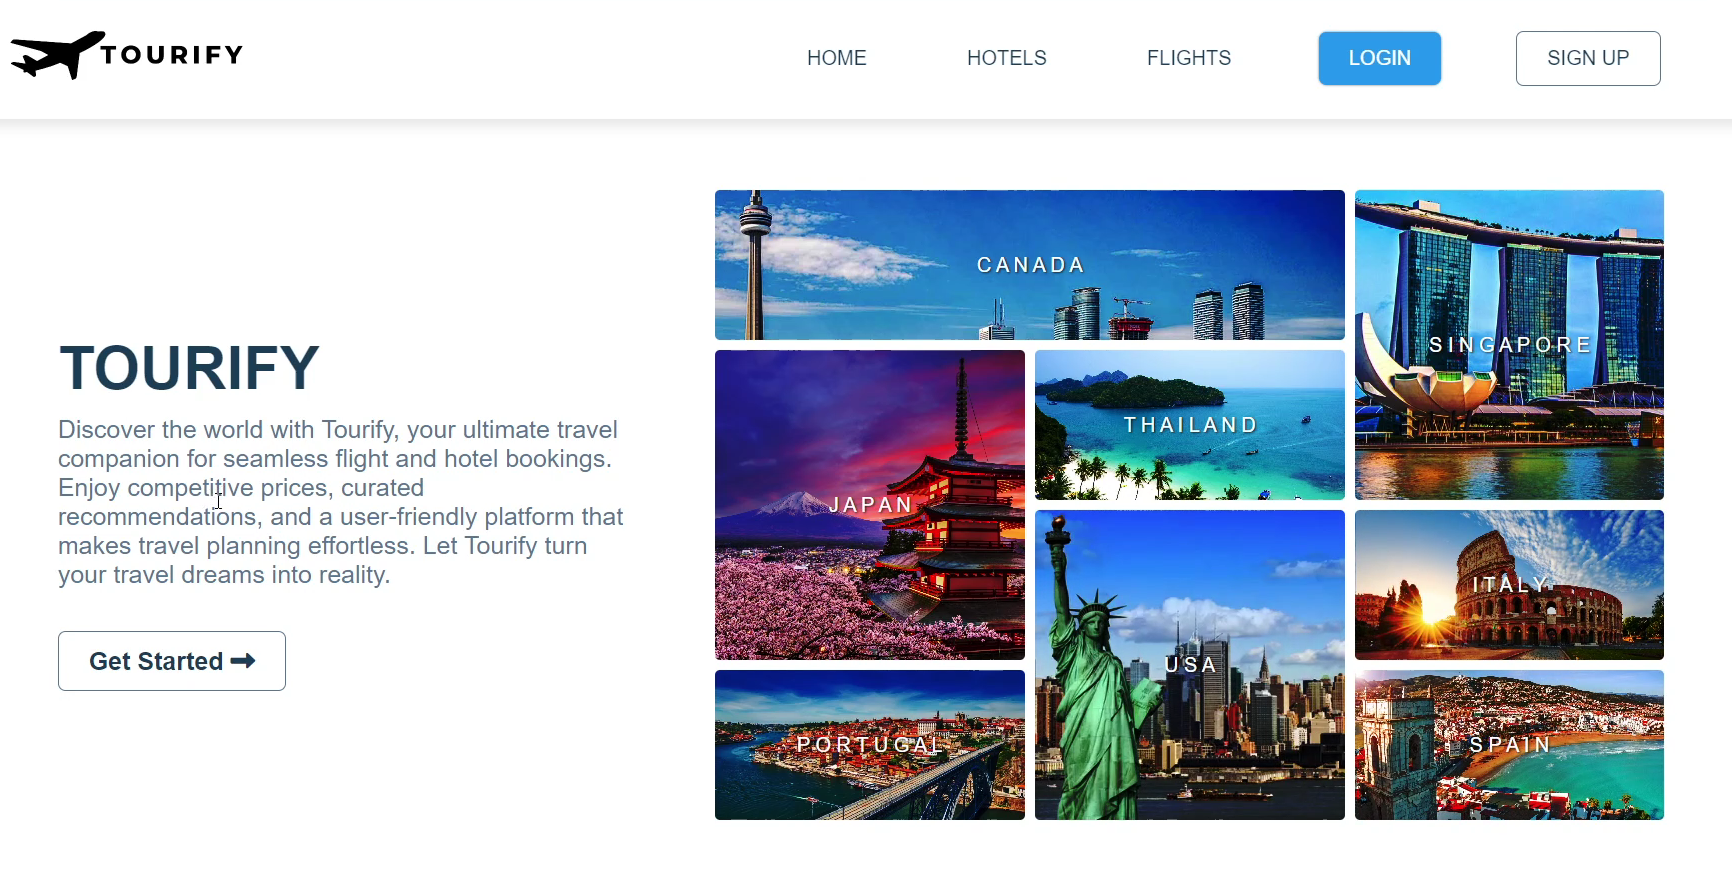 TOURIFY
HOME
HOTELS
FLIGHTS
LOGIN
SIGN UP
TOURIFY
Discover the world with Tourify, your ultimate travel
companion for seamless flight and hotel bookings.
Enjoy competitive prices, curated
recommendations, and a user-friendly platform that
makes travel planning effortless. Let Tourify turn
your travel dreams into reality.
Get Started
CANADA
SINGAPORE
JAPAN
THAILAND
USA
ITALY
PORTUGAL
SPAIN